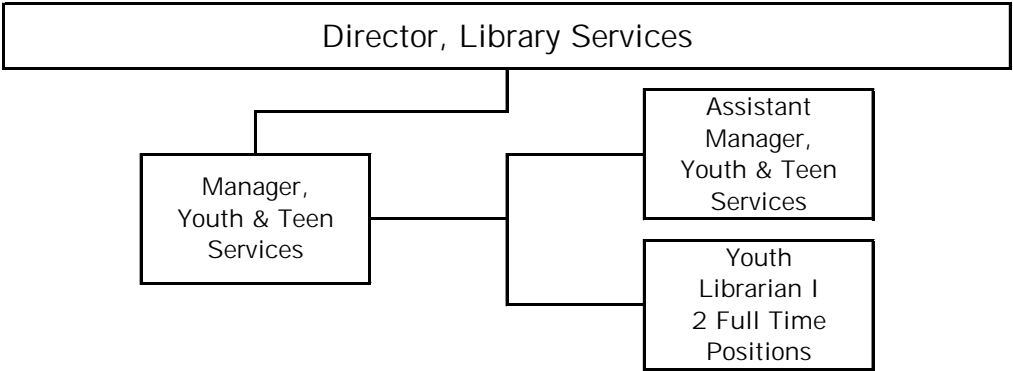 Director, Library Services
Manager,
Youth & Teen
Services
Assistant
Manager,
Youth & Teen
Services
Youth
Librarian I
2 Full Time
Positions